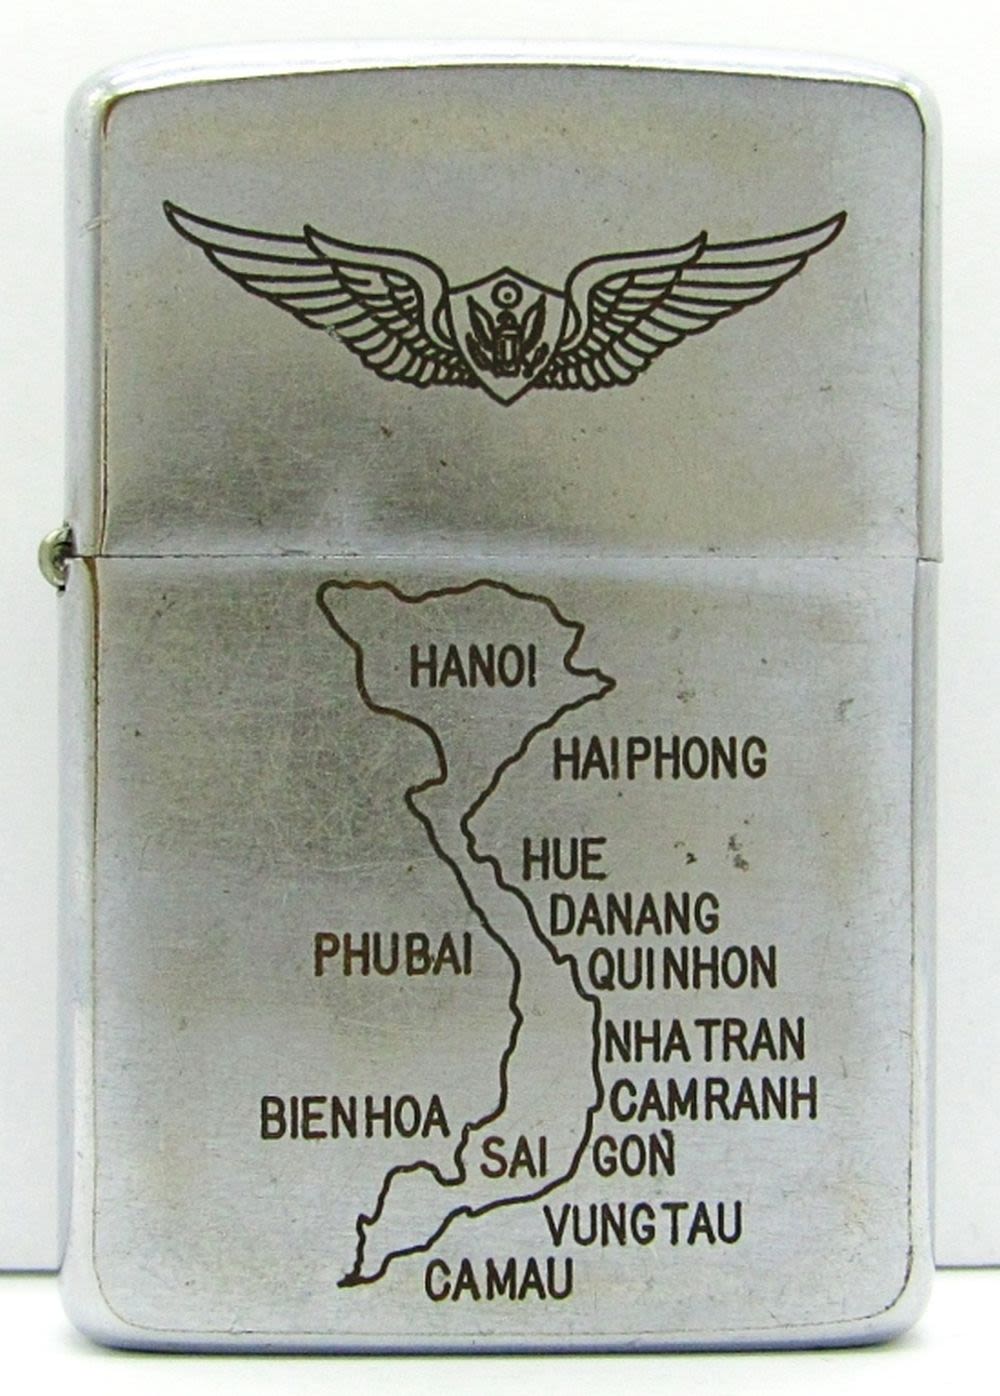 HANOI
HAIPHONG
HUE
DANANG
PHUBAI
QUINHON
NHATRAN
CAMRANH
BIENHOA
SAI GON
VUNGTAU
CAMAU